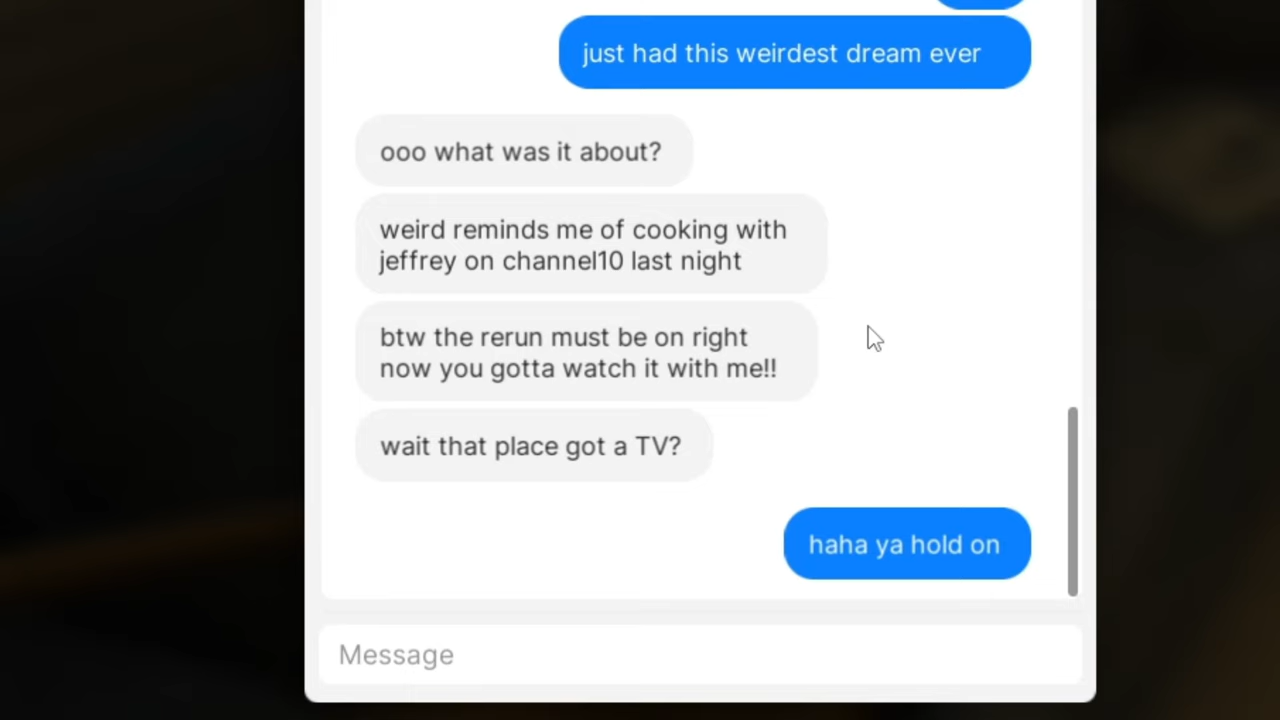 just had this weirdest dream ever
ooo what was it about?
weird reminds me of cooking with
jeffrey on channel10 last night
btw the rerun must be on right
now you gotta watch it with me!!
wait that place got a TV?
haha ya hold on
Message